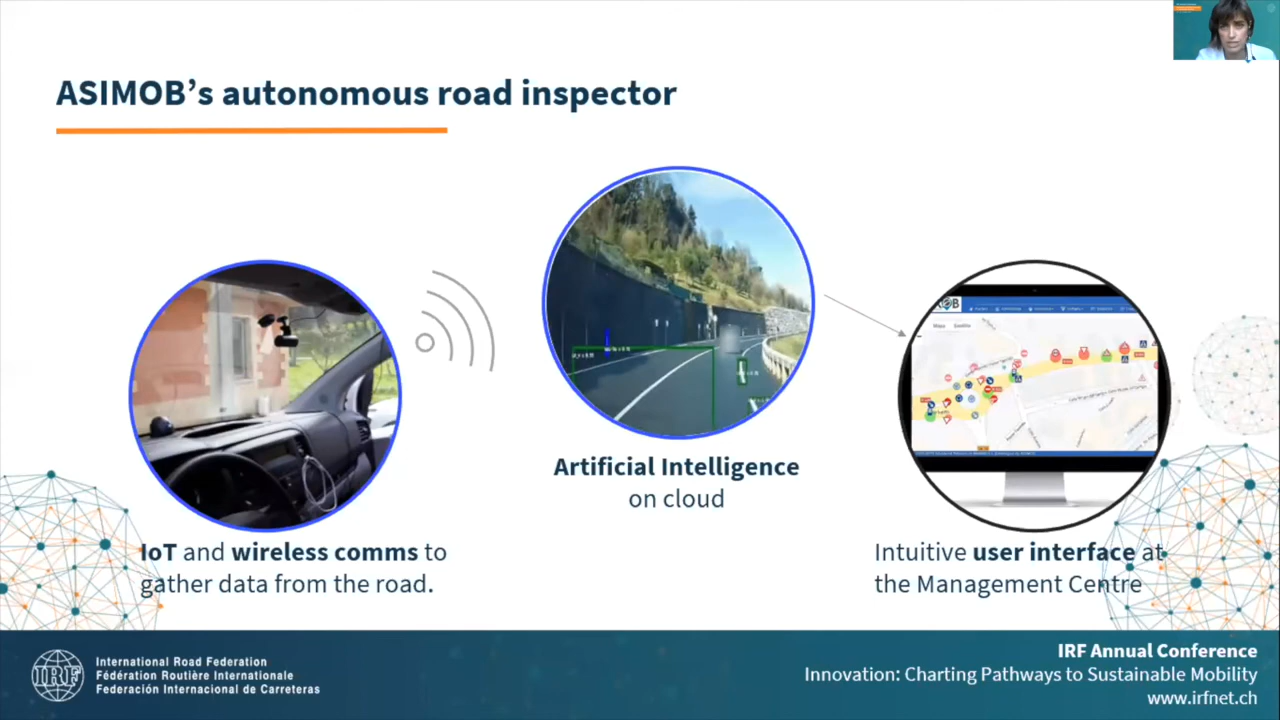 ASIMOB's autonomous road inspector
Artificial Intelligence
on cloud
IoT and wireless comms to
gather data from the road.
Intuitive user interface at
the Management Centre
IRF
International Road Federation
Fédération Routière Internationale
Federación Internacional de Carreteras
IRF Annual Conference
Innovation: Charting Pathways to Sustainable Mobility
www.irfnet.ch